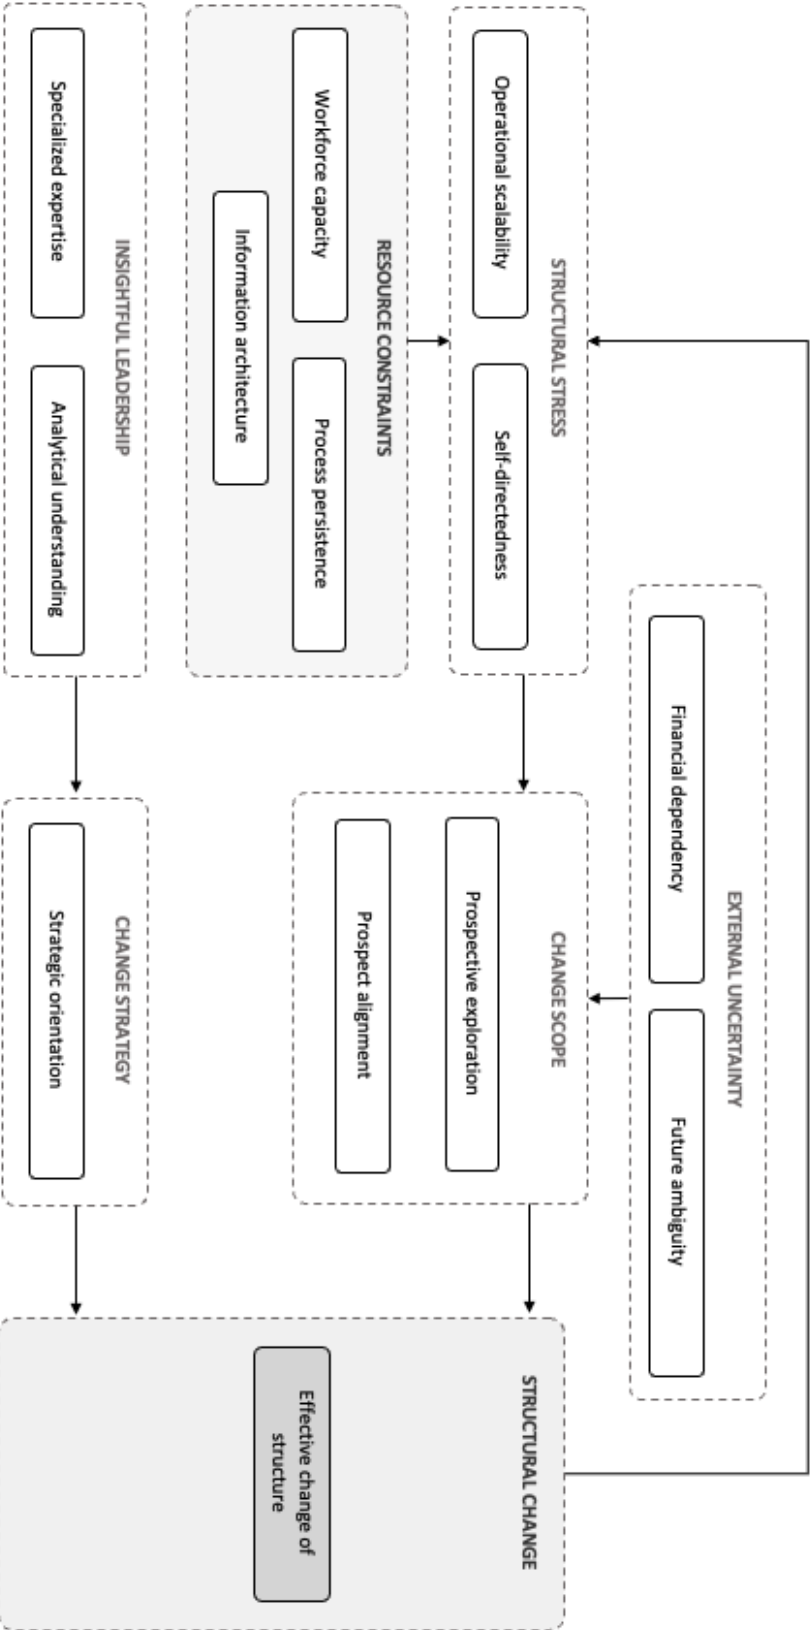 EXTERNAL UNCERTAINTY
Financial dependency
Future ambiguity
STRUCTURAL STRESS
Operational scalability
Self-directedness
CHANGE SCOPE
Prospective exploration
Prospect alignment
STRUCTURAL CHANGE
Effective change of
structure
RESOURCE CONSTRAINTS
Workforce capacity
Process persistence
Information architecture
INSIGHTFUL LEADERSHIP
Specialized expertise
Analytical understanding
CHANGE STRATEGY
Strategic orientation